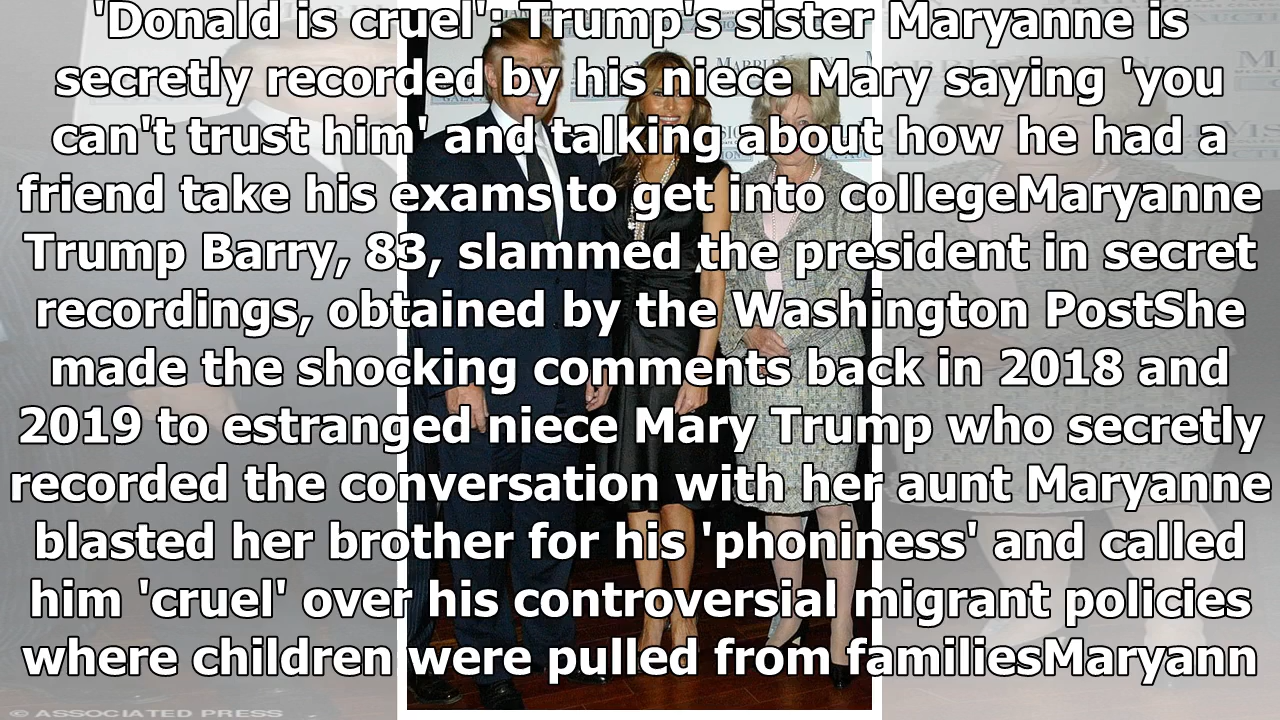 'Donald is cruel': Trump's sister Maryanne is
secretly recorded by his niece Mary saying 'you
can't trust him' and talking about how he had a
friend take his exams to get into collegeMaryanne
Trump Barry, 83, slammed the president in secret
recordings, obtained by the Washington PostShe
made the shocking comments back in 2018 and
2019 to estranged niece Mary Trump who secretly
recorded the conversation with her aunt Maryanne
blasted her brother for his 'phoniness' and called
him 'cruel' over his controversial migrant policies
where children were pulled from familiesMaryann
© ASSOCIATED PRESS